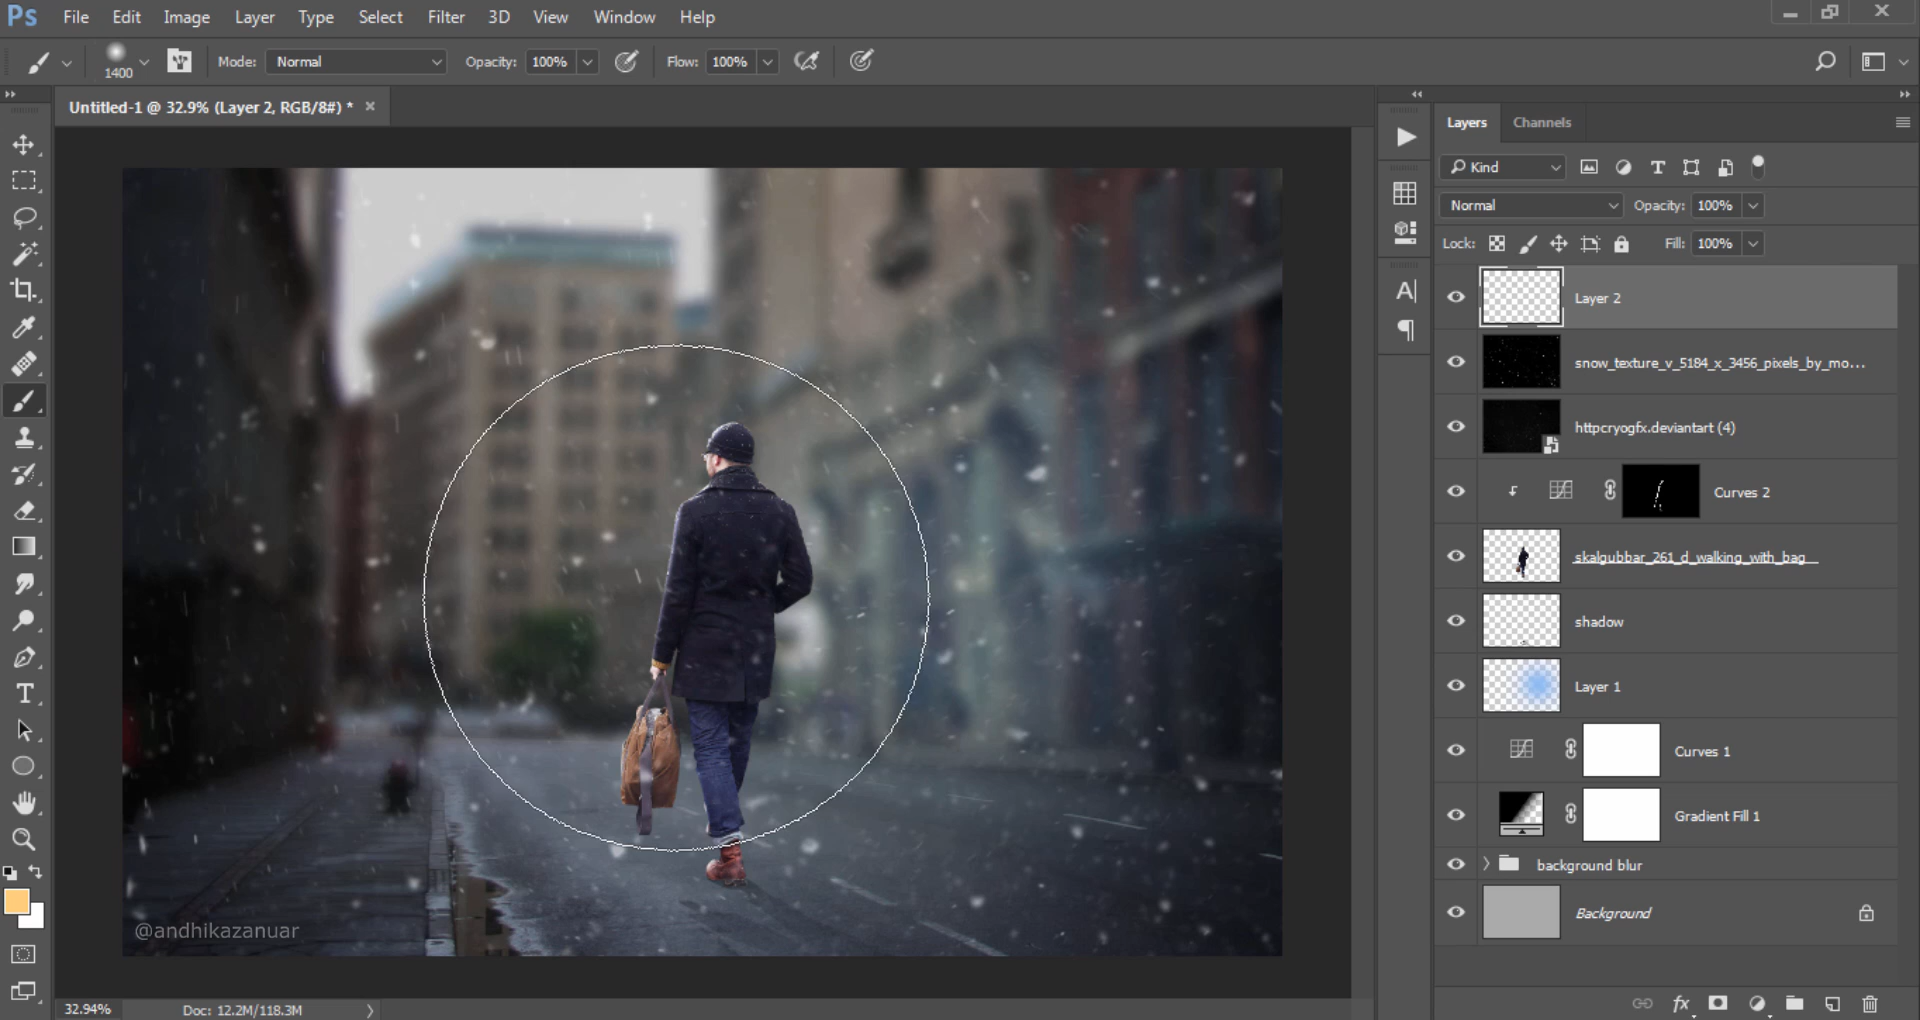 Ps File Edit Image Layer Type Select Filter 3D View Window Help
1400 Mode: Normal Opacity: 100% Flow: 100%
Untitled-1 @ 32.9% (Layer 2, RGB/8#) *
Layers Channels
Kind
Normal Opacity: 100%
Lock: Fill: 100%
Layer 2
snow_texture_v_5184_x_3456_pixels_by_mo...
httpcryogfx.deviantart (4)
Curves 2
skalgubbar_261_d_walking_with_bag
shadow
Layer 1
Curves 1
Gradient Fill 1
background blur
Background
@andhikazanuar
32.94% Doc: 12.2M/118.3M